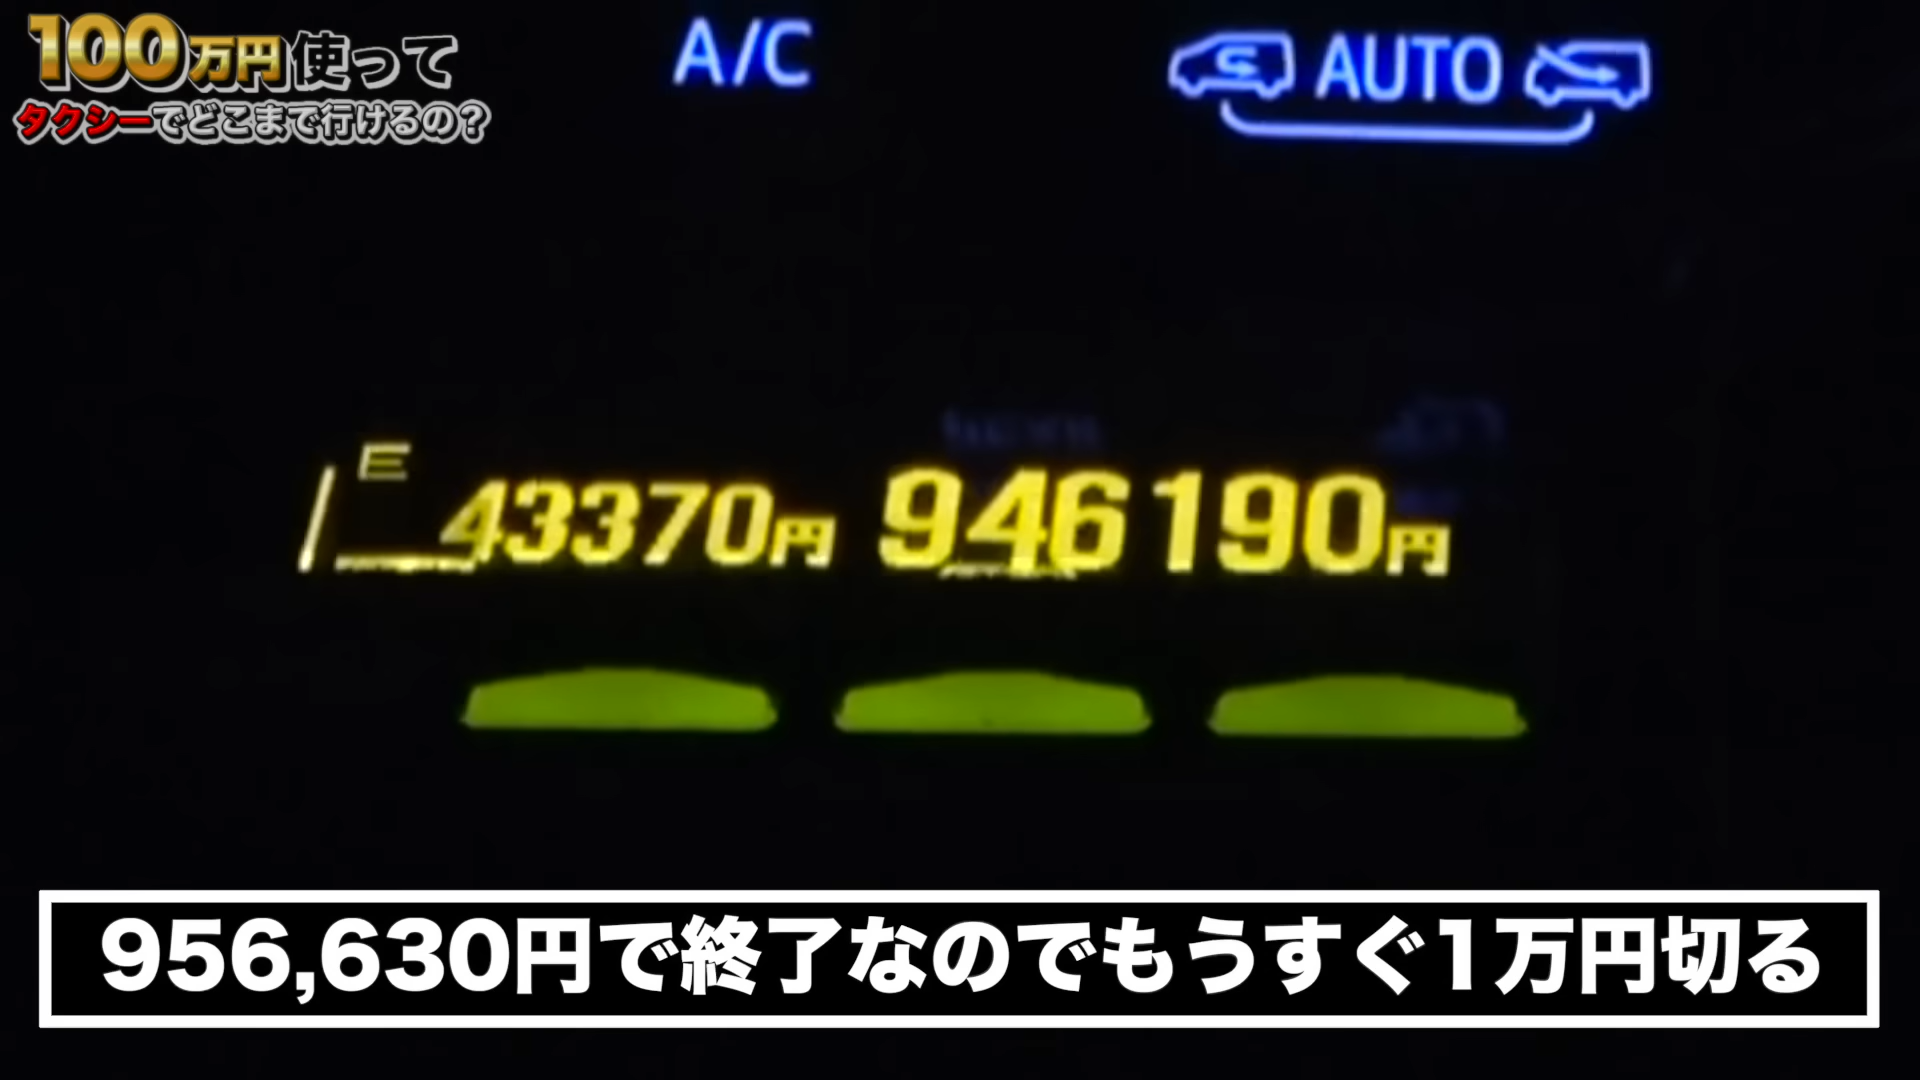 100万円使って
タクシーでどこまで行けるの?
A/C
AUTO
E
43370円 946190円
956,630円で終了なのでもうすぐ1万円切る